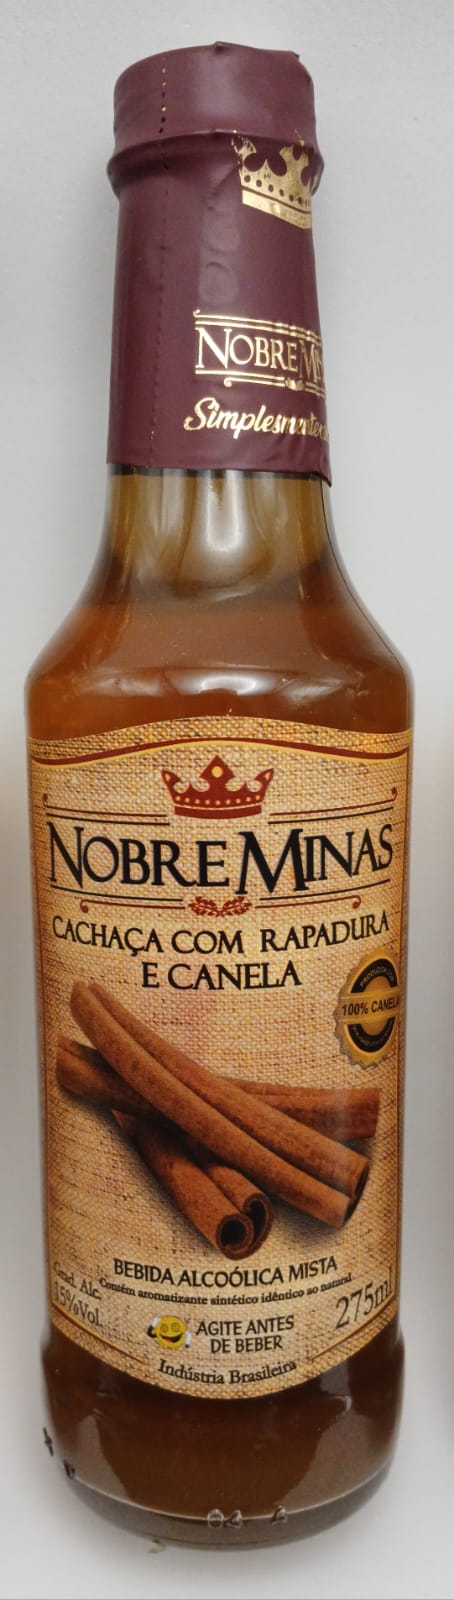 NOBRE MIN
Simplesmente
NOBRE MINAS
CACHAÇA COM RAPADURA
E CANELA
100% CANELA
BEBIDA ALCOÓLICA MISTA
Contém aromatizante sintético idêntico ao natural.
Grad. Alc.
15%Vol.
275ml
AGITE ANTES
DE BEBER
Indústria Brasileira